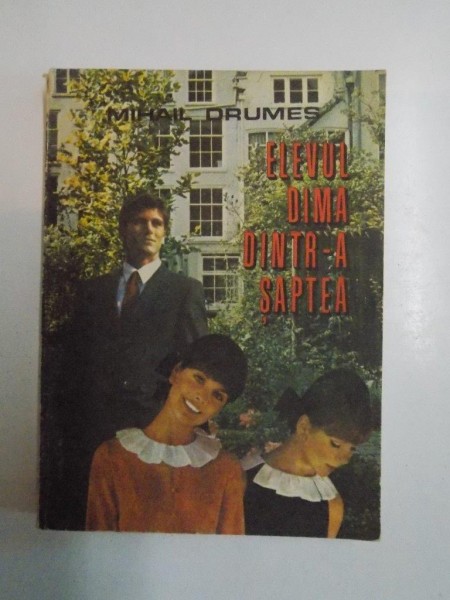 MIHAIL DRUMEȘ
ELEVUL
DIMA
DINTR-A
ȘAPTEA